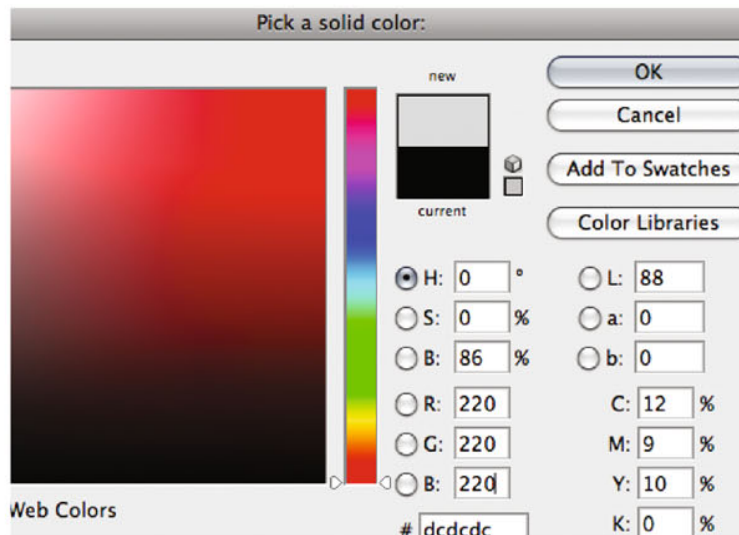 Pick a solid color:
new
OK
Cancel
Add To Swatches
current
Color Libraries
H: 0 °
L: 88
S: 0 %
a: 0
B: 86 %
b: 0
R: 220
C: 12 %
G: 220
M: 9 %
B: 220
Y: 10 %
Web Colors
# dcdcdc
K: 0 %